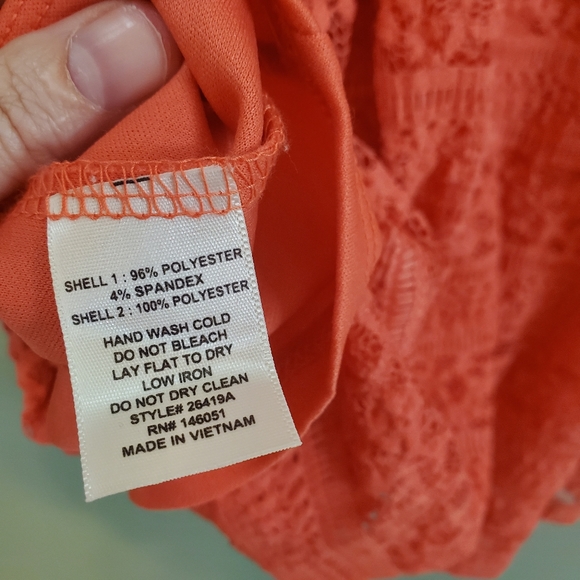 SHELL 1 : 96% POLYESTER
4% SPANDEX
SHELL 2 : 100% POLYESTER
HAND WASH COLD
DO NOT BLEACH
LAY FLAT TO DRY
LOW IRON
DO NOT DRY CLEAN
STYLE# 26419A
RN# 146051
MADE IN VIETNAM